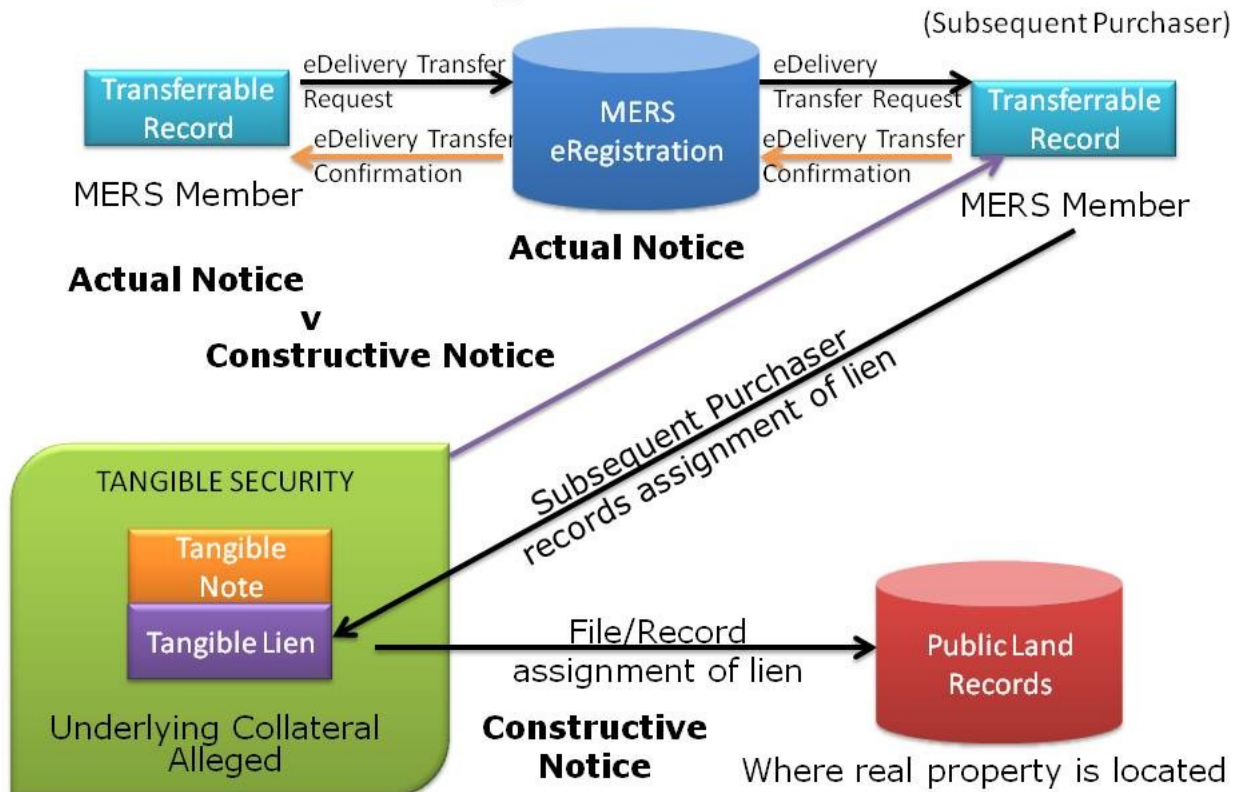 (Subsequent Purchaser)
Transferrable
Record
MERS Member
eDelivery Transfer
Request
eDelivery Transfer
Confirmation
MERS
eRegistration
Actual Notice
eDelivery
Transfer Request
eDelivery Transfer
Confirmation
Transferrable
Record
MERS Member
Actual Notice
v
Constructive Notice
Subsequent Purchaser
records assignment of lien
TANGIBLE SECURITY
Tangible
Note
Tangible Lien
Underlying Collateral
Alleged
File/Record
assignment of lien
Constructive
Notice
Public Land
Records
Where real property is located